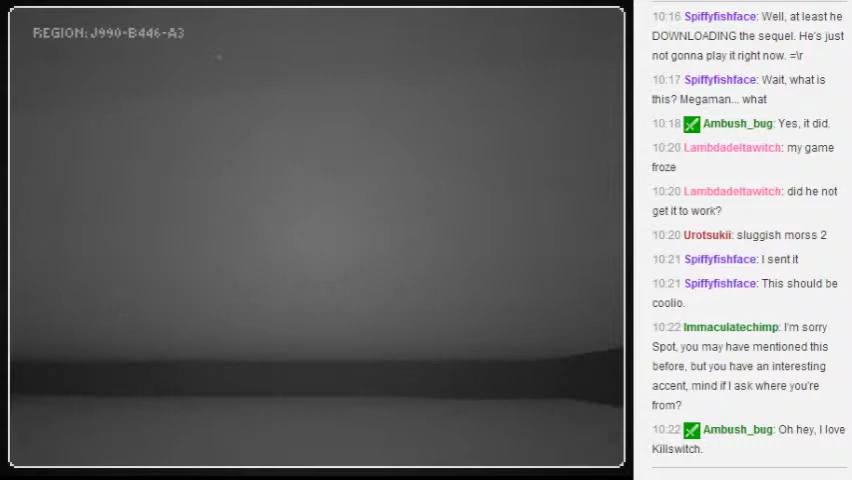 REGION: J990-B446-A3
10:16 Spiffyfishface: Well, at least he
DOWNLOADING the sequel. He's just
not gonna play it right now. =\r
10:17 Spiffyfishface: Wait, what is
this? Megaman... what
10:18 Ambush_bug: Yes, it did.
10:20 Lambdadeltawitch: my game
froze
10:20 Lambdadeltawitch: did he not
get it to work?
10:20 Urotsukii: sluggish morss 2
10:21 Spiffyfishface: I sent it
10:21 Spiffyfishface: This should be
coolio.
10:22 Immaculatechimp: I'm sorry
Spot, you may have mentioned this
before, but you have an interesting
accent, mind if I ask where you're
from?
10:22 Ambush_bug: Oh hey, I love
Killswitch.